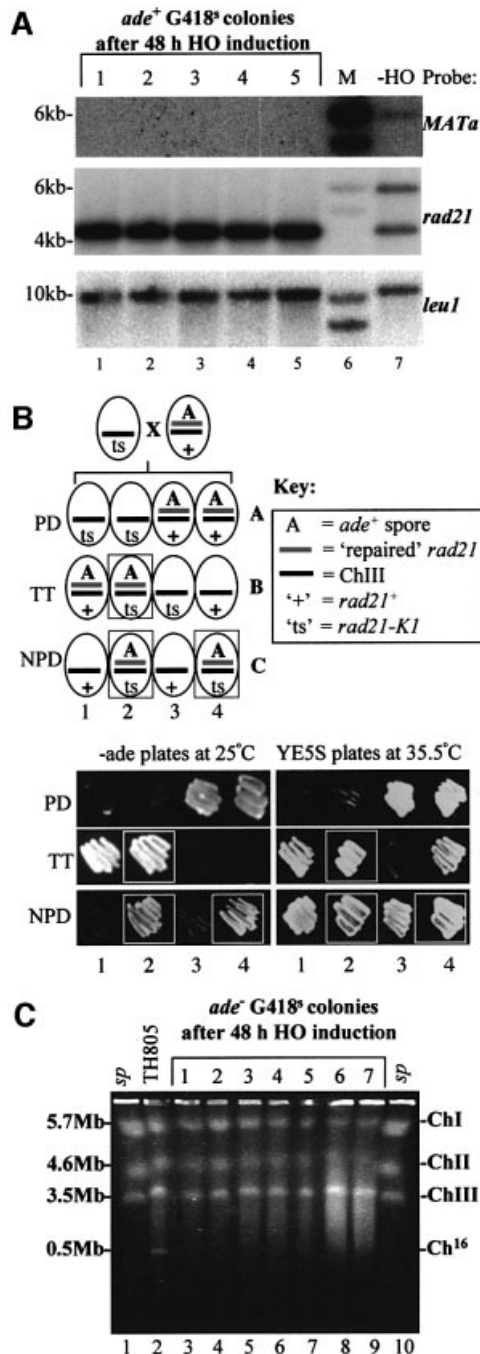 A
ade+ G418s colonies
after 48 h HO induction
1 2 3 4 5 M -HO Probe:
6kb- MATa
6kb-
rad21
4kb-
10kb-
leu1
1 2 3 4 5 6 7
B
A
X
ts +
A A
PD A
ts ts + +
Key:
A = ade+ spore
= 'repaired' rad21
= ChIII
'+' = rad21+
'ts' = rad21-K1
A A
TT B
+ ts ts +
A A
NPD C
+ ts + ts
1 2 3 4
-ade plates at 25°C YE5S plates at 35.5°C
PD
TT
NPD
1 2 3 4 1 2 3 4
C
ade- G418s colonies
after 48 h HO induction
sp TH805 1 2 3 4 5 6 7 sp
5.7Mb -ChI
4.6Mb -ChII
3.5Mb -ChIII
0.5Mb -Ch16
1 2 3 4 5 6 7 8 9 10